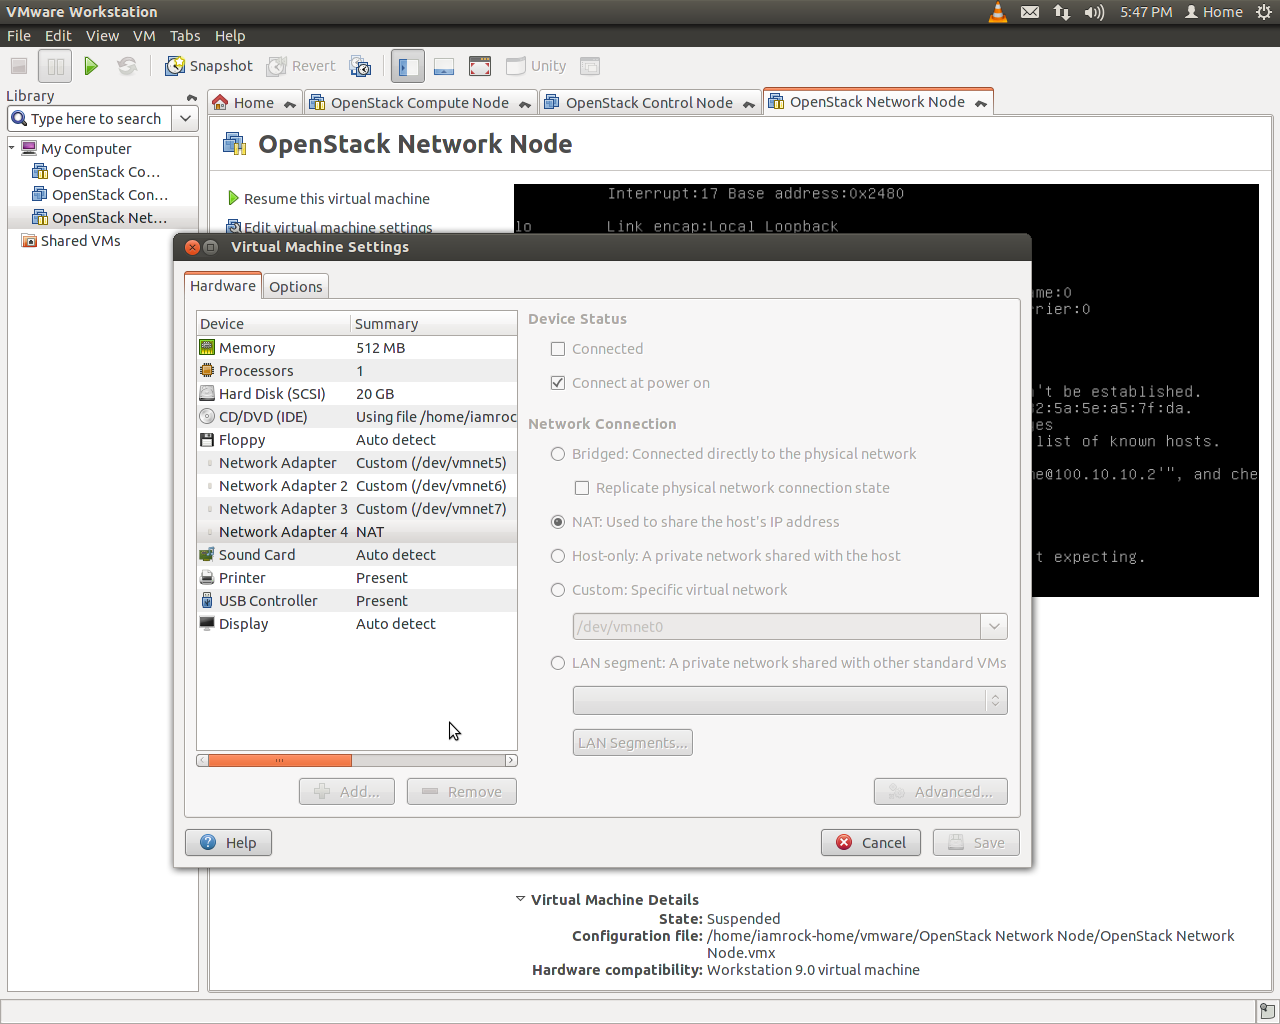 VMware Workstation
5:47 PM
Home
File Edit View VM Tabs Help
Snapshot
Revert
Unity
Library
Type here to search
My Computer
OpenStack Co...
OpenStack Con...
OpenStack Net...
Shared VMs
Home
OpenStack Compute Node
OpenStack Control Node
OpenStack Network Node
OpenStack Network Node
Resume this virtual machine
Edit virtual machine settings
Interrupt:17 Base address:0x2480
lo Link encap:Local Loopback
me:0
rrier:0
't be established.
2:5a:5e:a5:7f:da.
ges
list of known hosts.
me@100.10.10.2'", and che
t expecting.
Virtual Machine Settings
Hardware
Options
Device Summary
Memory 512 MB
Processors 1
Hard Disk (SCSI) 20 GB
CD/DVD (IDE) Using file /home/iamroc
Floppy Auto detect
Network Adapter Custom (/dev/vmnet5)
Network Adapter 2 Custom (/dev/vmnet6)
Network Adapter 3 Custom (/dev/vmnet7)
Network Adapter 4 NAT
Sound Card Auto detect
Printer Present
USB Controller Present
Display Auto detect
Add...
Remove
Device Status
Connected
Connect at power on
Network Connection
Bridged: Connected directly to the physical network
Replicate physical network connection state
NAT: Used to share the host's IP address
Host-only: A private network shared with the host
Custom: Specific virtual network
/dev/vmnet0
LAN segment: A private network shared with other standard VMs
LAN Segments...
Advanced...
Help
Cancel
Save
Virtual Machine Details
State: Suspended
Configuration file: /home/iamrock-home/vmware/OpenStack Network Node/OpenStack Network
Node.vmx
Hardware compatibility: Workstation 9.0 virtual machine